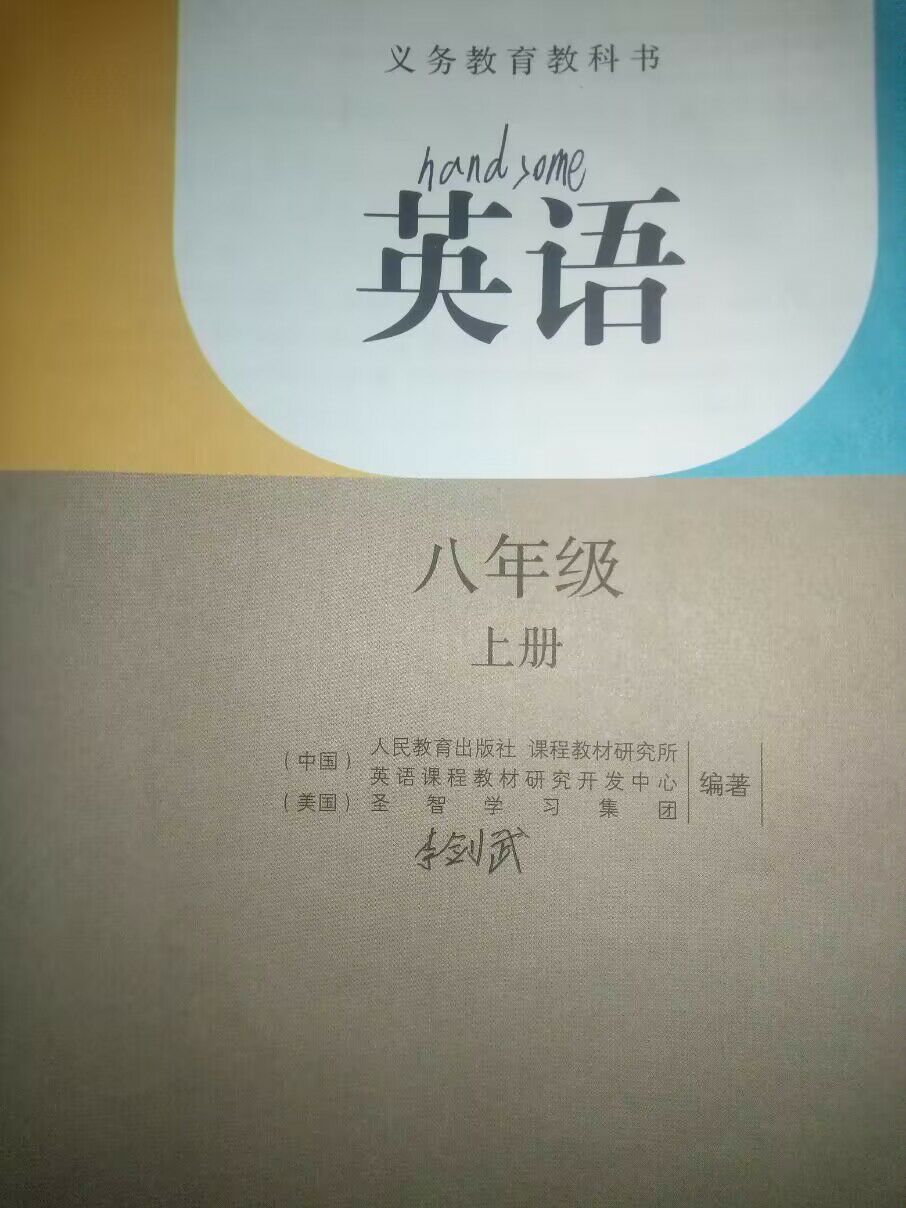 义务教育教科书
handsome
英语
八年级
上册
（中国）人民教育出版社 课程教材研究所
英语课程教材研究开发中心
（美国）圣智学习集团
编著
李剑武